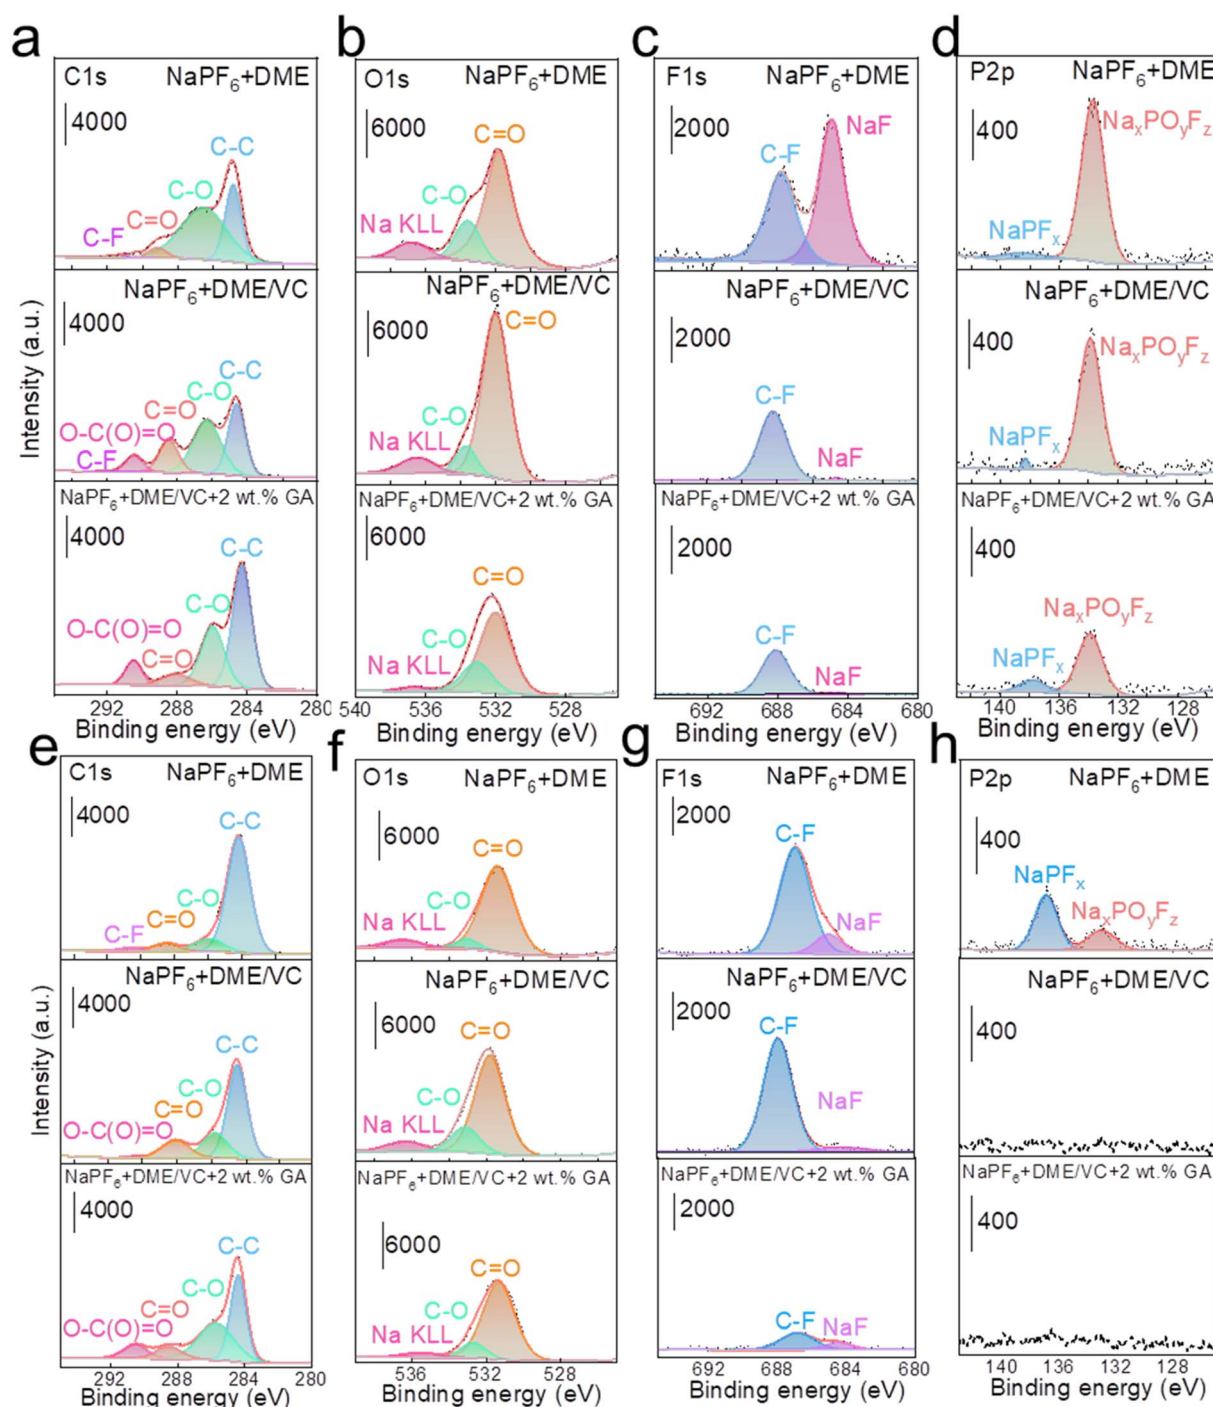 a
C1s
NaPF6+DME
4000
C-C
C-O
C=O
C-F
NaPF6+DME/VC
4000
C-C
C-O
C=O
O-C(O)=O
C-F
NaPF6+DME/VC+2 wt.% GA
4000
C-C
C-O
O-C(O)=O
C=O
292 288 284 280
Binding energy (eV)
Intensity (a.u.)
b
O1s
NaPF6+DME
6000
C=O
C-O
Na KLL
NaPF6+DME/VC
6000
C=O
C-O
Na KLL
NaPF6+DME/VC+2 wt.% GA
6000
C=O
C-O
Na KLL
540 536 532 528
Binding energy (eV)
c
F1s
NaPF6+DME
2000
NaF
C-F
NaPF6+DME/VC
2000
C-F
NaF
NaPF6+DME/VC+2 wt.% GA
2000
C-F
NaF
692 688 684 680
Binding energy (eV)
d
P2p
NaPF6+DME
400
NaxPOyFz
NaPFx
NaPF6+DME/VC
400
NaxPOyFz
NaPFx
NaPF6+DME/VC+2 wt.% GA
400
NaxPOyFz
NaPFx
140 136 132 128
Binding energy (eV)
e
C1s
NaPF6+DME
4000
C-C
C-O
C=O
C-F
NaPF6+DME/VC
4000
C-C
C-O
C=O
O-C(O)=O
NaPF6+DME/VC+2 wt.% GA
4000
C-C
C-O
C=O
O-C(O)=O
292 288 284 280
Binding energy (eV)
Intensity (a.u.)
f
O1s
NaPF6+DME
6000
C=O
C-O
Na KLL
NaPF6+DME/VC
6000
C=O
C-O
Na KLL
NaPF6+DME/VC+2 wt.% GA
6000
C=O
C-O
Na KLL
536 532 528
Binding energy (eV)
g
F1s
NaPF6+DME
2000
C-F
NaF
NaPF6+DME/VC
2000
C-F
NaF
NaPF6+DME/VC+2 wt.% GA
2000
C-F
NaF
692 688 684 680
Binding energy (eV)
h
P2p
NaPF6+DME
400
NaPFx
NaxPOyFz
NaPF6+DME/VC
400
NaPF6+DME/VC+2 wt.% GA
400
140 136 132 128
Binding energy (eV)